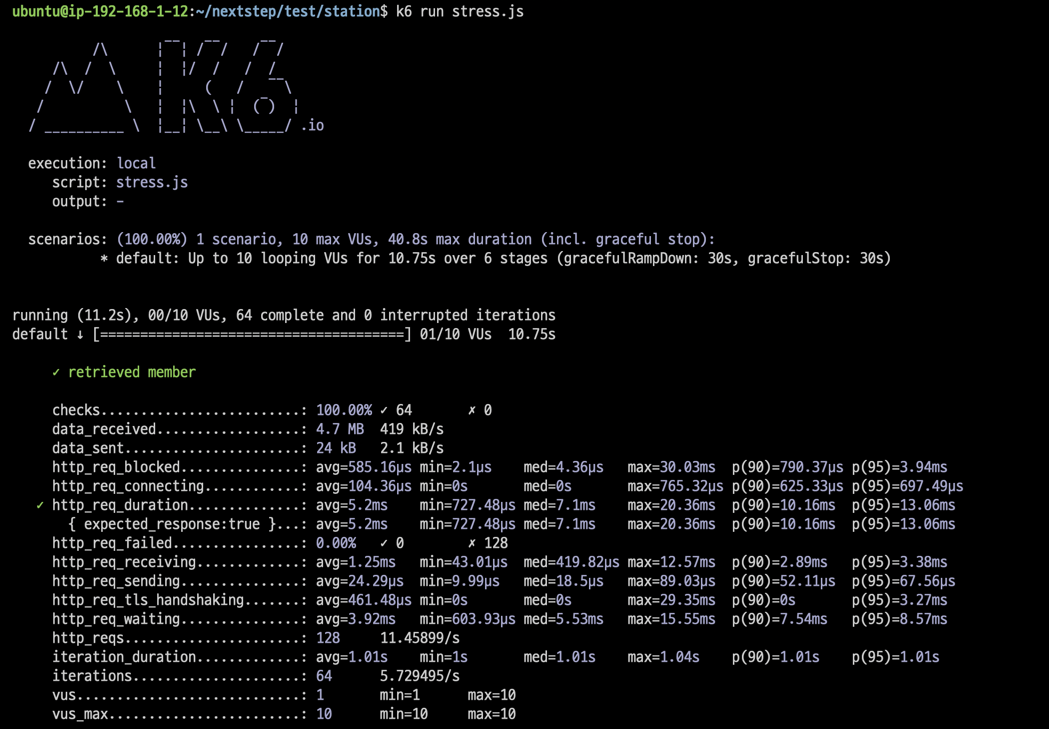 ubuntu@ip-192-168-1-12:~/nextstep/test/station$ k6 run stress.js
          /\      |‾‾| /‾‾/   /‾‾/
     /\  /  \     |  |/  /   /  /
    /  \/    \    |     (   /   ‾‾\
   /          \   |  |\  \ |  (‾)  |
  / __________ \  |__| \__\ \_____/ .io
execution: local
script: stress.js
output: -
scenarios: (100.00%) 1 scenario, 10 max VUs, 40.8s max duration (incl. graceful stop):
* default: Up to 10 looping VUs for 10.75s over 6 stages (gracefulRampDown: 30s, gracefulStop: 30s)
running (11.2s), 00/10 VUs, 64 complete and 0 interrupted iterations
default ↓ [======================================] 01/10 VUs  10.75s
✓ retrieved member
checks.........................: 100.00% ✓ 64       ✗ 0
data_received..................: 4.7 MB  419 kB/s
data_sent......................: 24 kB   2.1 kB/s
http_req_blocked...............: avg=585.16µs min=2.1µs    med=4.36µs   max=30.03ms  p(90)=790.37µs p(95)=3.94ms
http_req_connecting............: avg=104.36µs min=0s       med=0s       max=765.32µs p(90)=625.33µs p(95)=697.49µs
✓ http_req_duration..............: avg=5.2ms    min=727.48µs med=7.1ms    max=20.36ms  p(90)=10.16ms  p(95)=13.06ms
{ expected_response:true }...: avg=5.2ms    min=727.48µs med=7.1ms    max=20.36ms  p(90)=10.16ms  p(95)=13.06ms
http_req_failed................: 0.00%   ✓ 0        ✗ 128
http_req_receiving.............: avg=1.25ms   min=43.01µs  med=419.82µs max=12.57ms  p(90)=2.89ms   p(95)=3.38ms
http_req_sending...............: avg=24.29µs  min=9.99µs   med=18.5µs   max=89.03µs  p(90)=52.11µs  p(95)=67.56µs
http_req_tls_handshaking.......: avg=461.48µs min=0s       med=0s       max=29.35ms  p(90)=0s       p(95)=3.27ms
http_req_waiting...............: avg=3.92ms   min=603.93µs med=5.53ms   max=15.55ms  p(90)=7.54ms   p(95)=8.57ms
http_reqs......................: 128     11.45899/s
iteration_duration.............: avg=1.01s    min=1s       med=1.01s    max=1.04s    p(90)=1.01s    p(95)=1.01s
iterations.....................: 64      5.729495/s
vus............................: 1       min=1      max=10
vus_max........................: 10      min=10     max=10